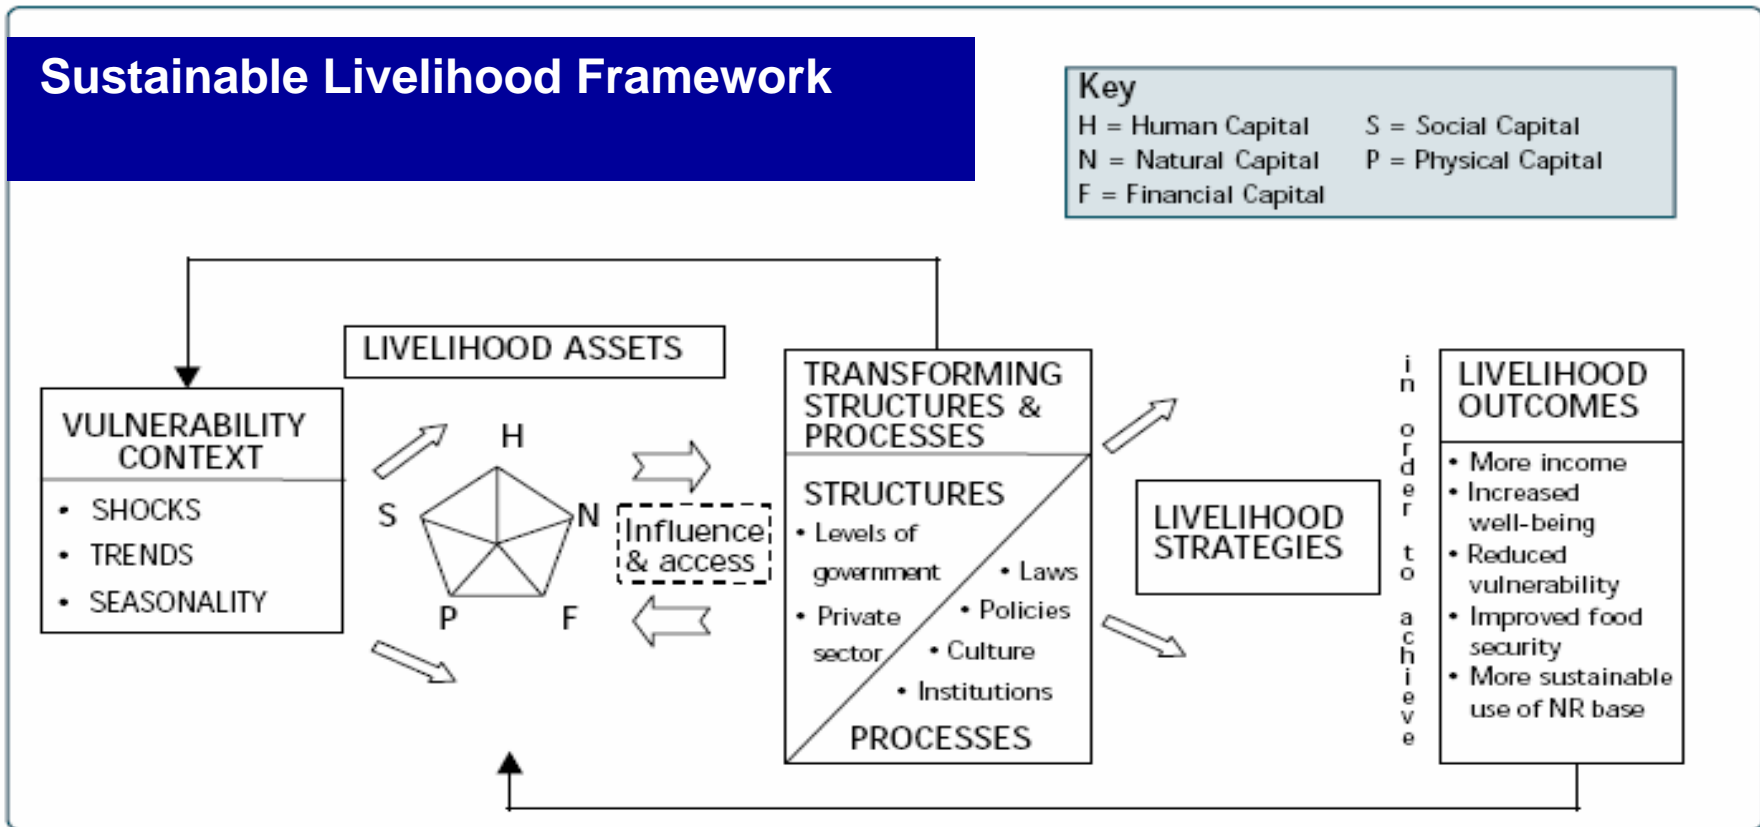 Sustainable Livelihood Framework
Key
H = Human Capital S = Social Capital
N = Natural Capital P = Physical Capital
F = Financial Capital
LIVELIHOOD ASSETS
VULNERABILITY
CONTEXT
• SHOCKS
• TRENDS
• SEASONALITY
H
S
N
P
F
Influence
& access
TRANSFORMING
STRUCTURES &
PROCESSES
STRUCTURES
• Levels of
government
• Private
sector
• Laws
• Policies
• Culture
• Institutions
PROCESSES
LIVELIHOOD
STRATEGIES
in order to achieve
LIVELIHOOD
OUTCOMES
• More income
• Increased
well-being
• Reduced
vulnerability
• Improved food
security
• More sustainable
use of NR base